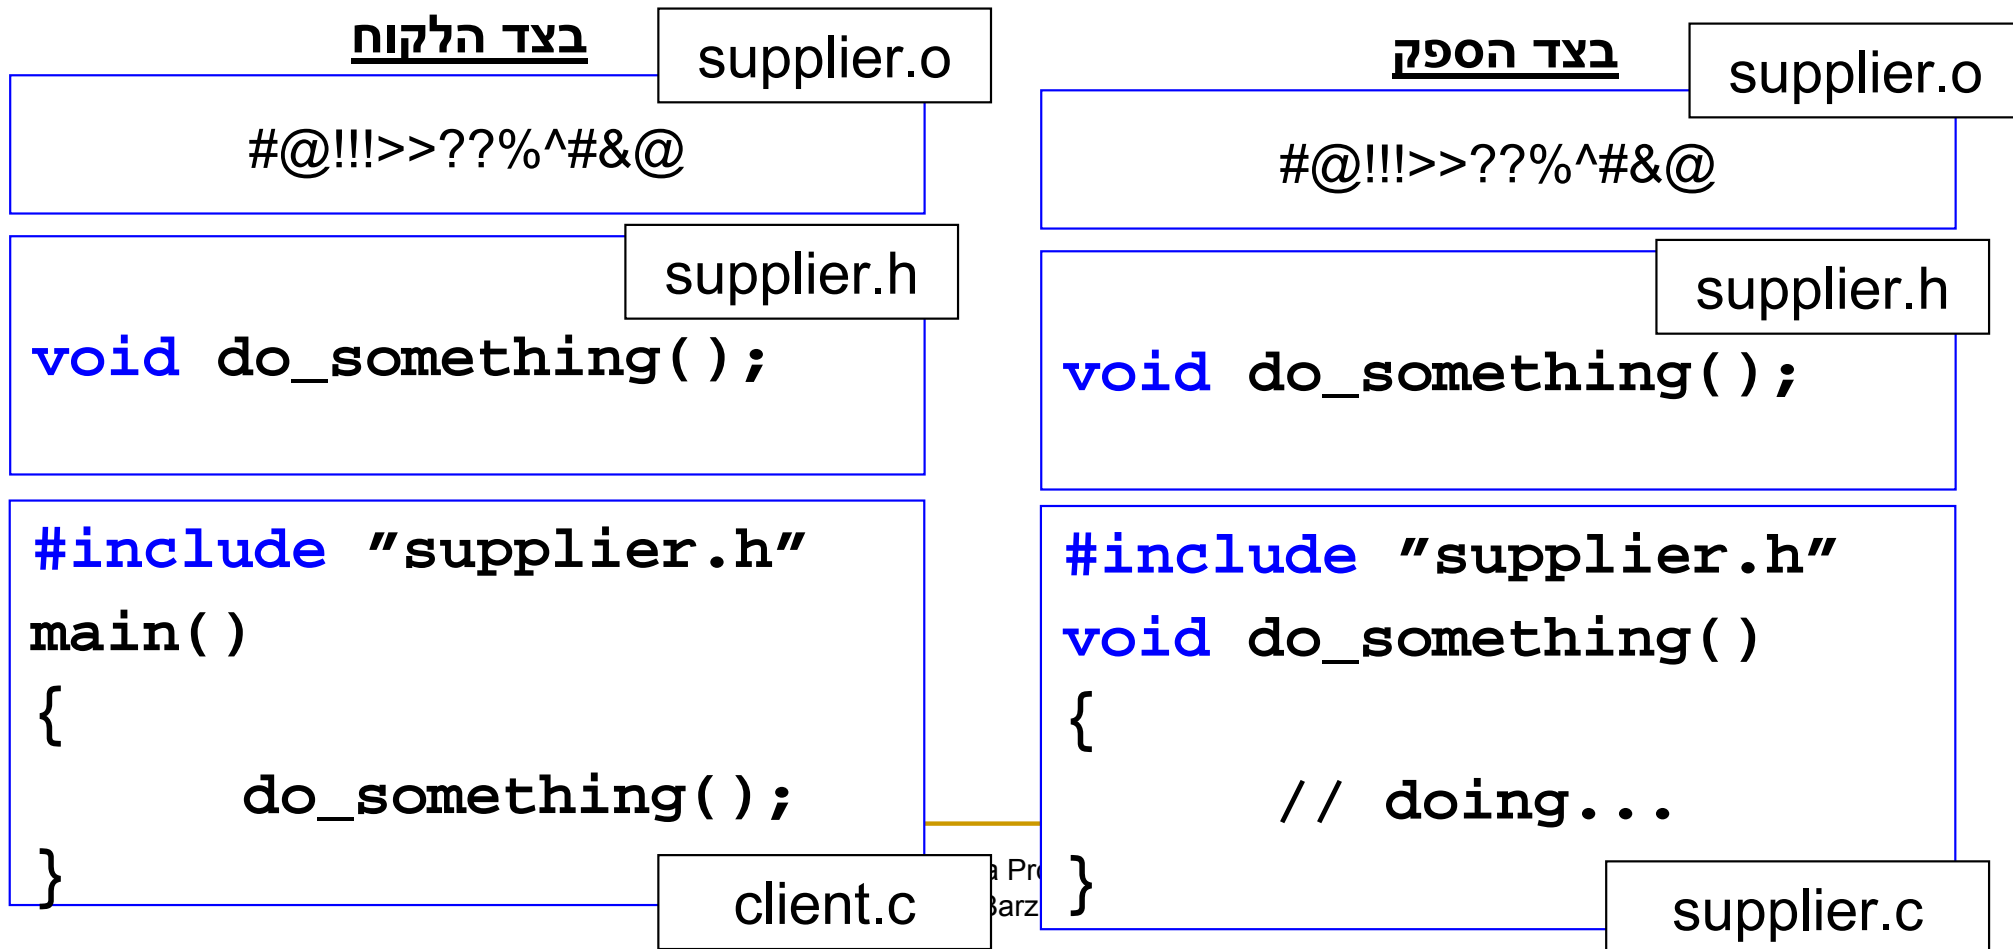 בצד הלקוח
supplier.o
#@!!!>>??%^#&@
supplier.h
void do_something();
#include "supplier.h"
main()
{
do_something();
}
client.c
בצד הספק
supplier.o
#@!!!>>??%^#&@
supplier.h
void do_something();
#include "supplier.h"
void do_something()
{
// doing...
}
supplier.c